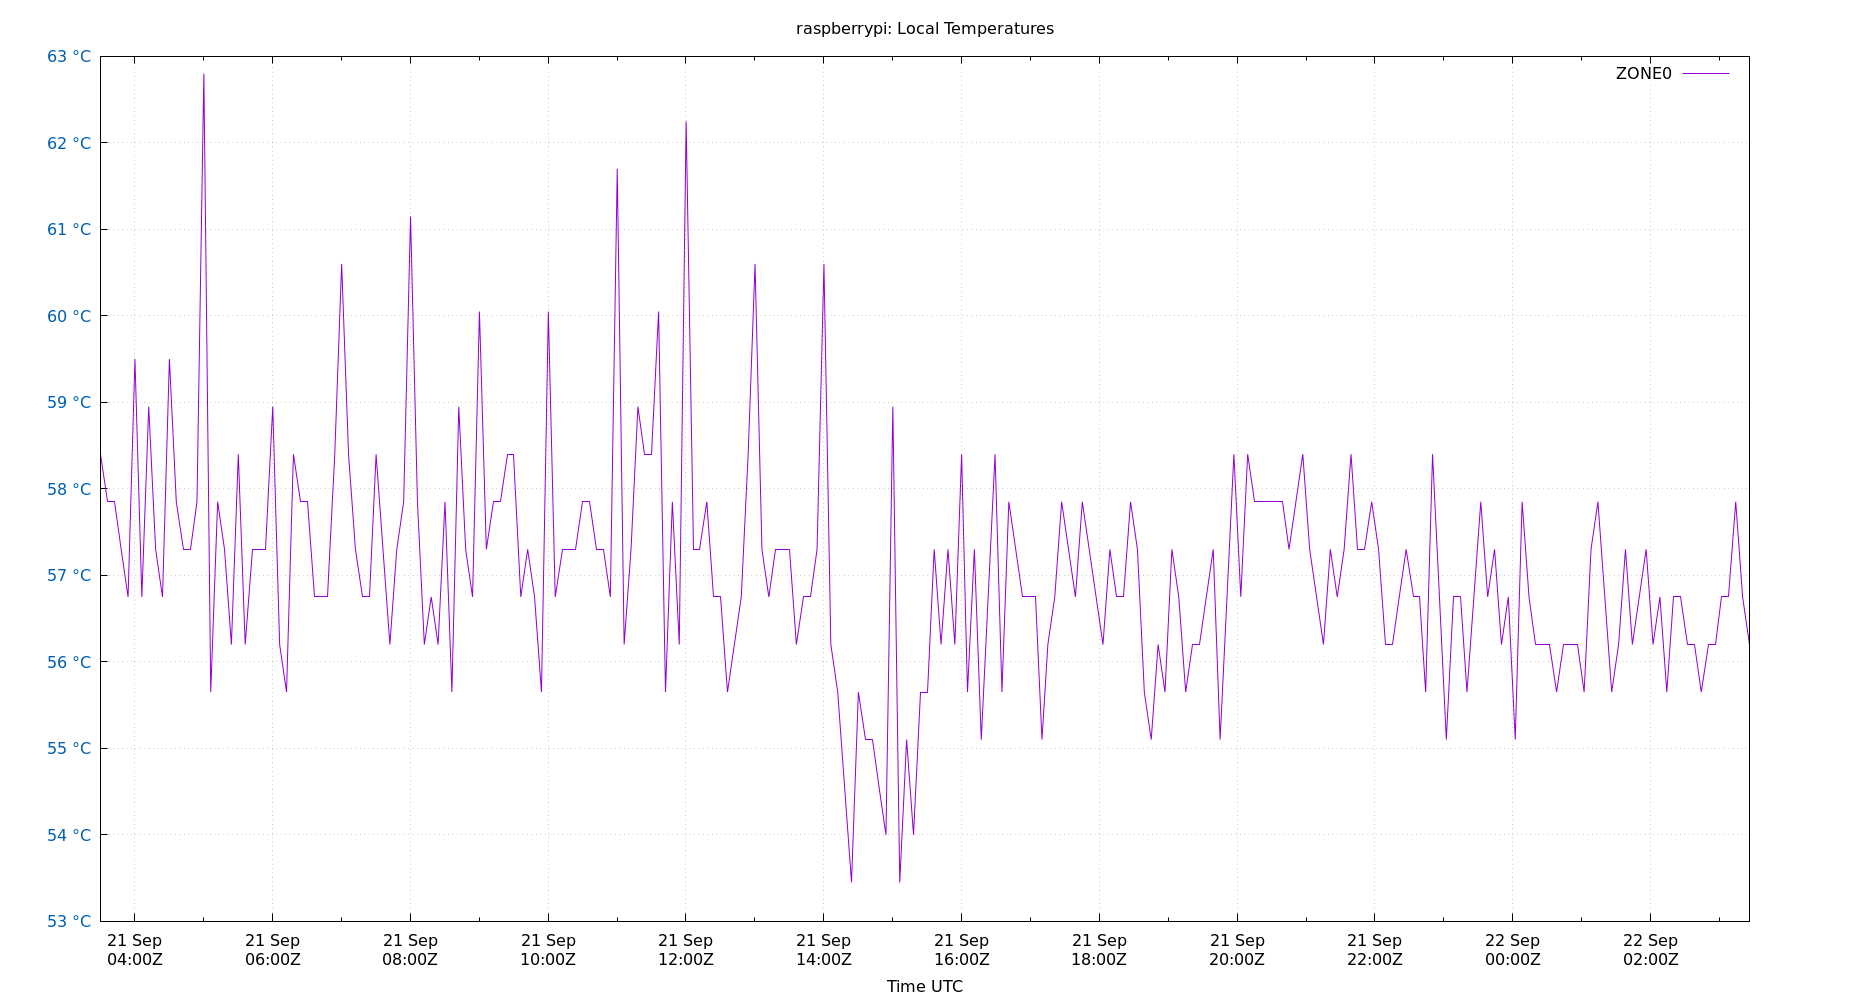 raspberrypi: Local Temperatures
63 °C
ZONE0
62 °C
61 °C
60 °C
59 °C
58 °C
57 °C
56 °C
55 °C
54 °C
53 °C
21 Sep 21 Sep 21 Sep 21 Sep 21 Sep 21 Sep 21 Sep 21 Sep 21 Sep 21 Sep 22 Sep 22 Sep
04:00Z 06:00Z 08:00Z 10:00Z 12:00Z 14:00Z 16:00Z 18:00Z 20:00Z 22:00Z 00:00Z 02:00Z
Time UTC